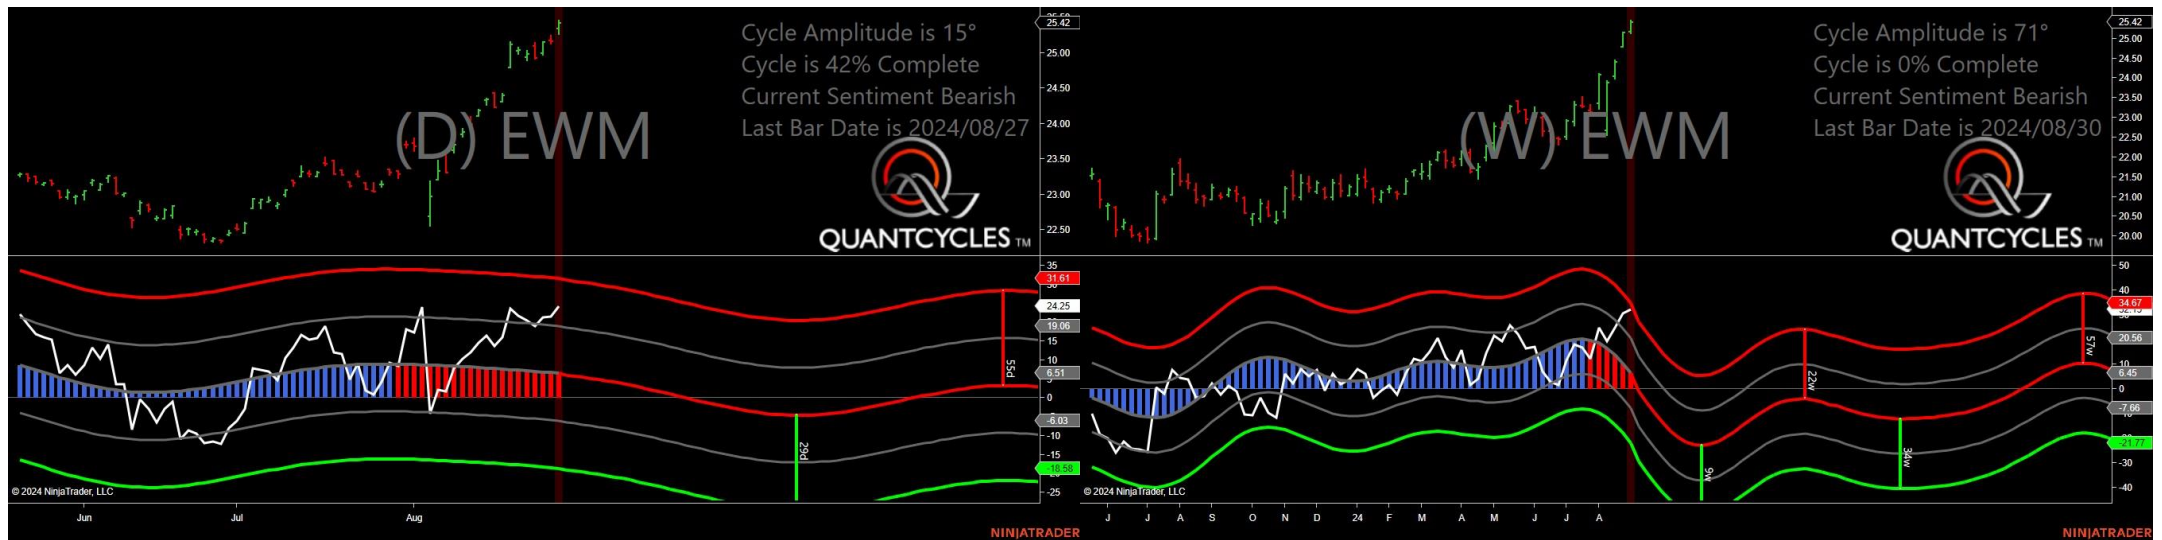 Cycle Amplitude is 15°
Cycle is 42% Complete
Current Sentiment Bearish
Last Bar Date is 2024/08/27
(D) EWM
QUANTCYCLES TM
25.42
25.00
24.50
24.00
23.50
23.00
22.50
35
31.61
24.25
19.06
15
10
6.51
0
-6.03
-10
-15
-18.58
-25
55d
29d
© 2024 NinjaTrader, LLC
Jun Jul Aug
NINJATRADER
Cycle Amplitude is 71°
Cycle is 0% Complete
Current Sentiment Bearish
Last Bar Date is 2024/08/30
(W) EWM
QUANTCYCLES TM
25.42
25.00
24.50
24.00
23.50
23.00
22.50
22.00
21.50
21.00
20.50
20.00
50
40
34.67
20.56
10
6.45
0
-7.66
-21.77
-30
-40
57w
22w
34w
9w
© 2024 NinjaTrader, LLC
J J A S O N D 24 F M A M J J A
NINJATRADER